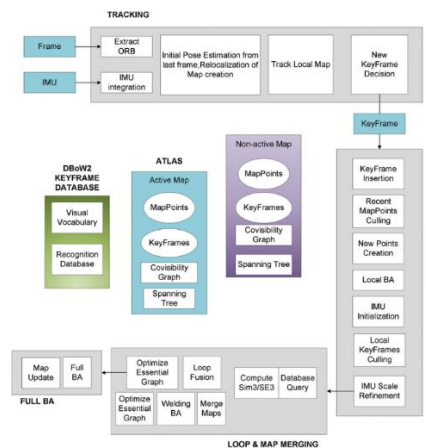 TRACKING
Frame
Extract
ORB
IMU
IMU
integration
Initial Pose Estimation from
last frame,Relocalization of
Map creation
Track Local Map
New
KeyFrame
Decision
KeyFrame
DBoW2
KEYFRAME
DATABASE
Visual
Vocabulary
Recognition
Database
ATLAS
Active Map
MapPoints
KeyFrames
Covisibility
Graph
Spanning
Tree
Non-active Map
MapPoints
KeyFrames
Covisibility
Graph
Spanning Tree
KeyFrame
Insertion
Recent
MapPoints
Culling
New Points
Creation
Local BA
IMU
Initialization
Local
KeyFrames
Culling
IMU Scale
Refinement
Map
Update
Full
BA
FULL BA
Optimize
Essential
Graph
Loop
Fusion
Optimize
Essential
Graph
Welding
BA
Merge
Maps
Compute
Sim3/SE3
Database
Query
LOOP & MAP MERGING